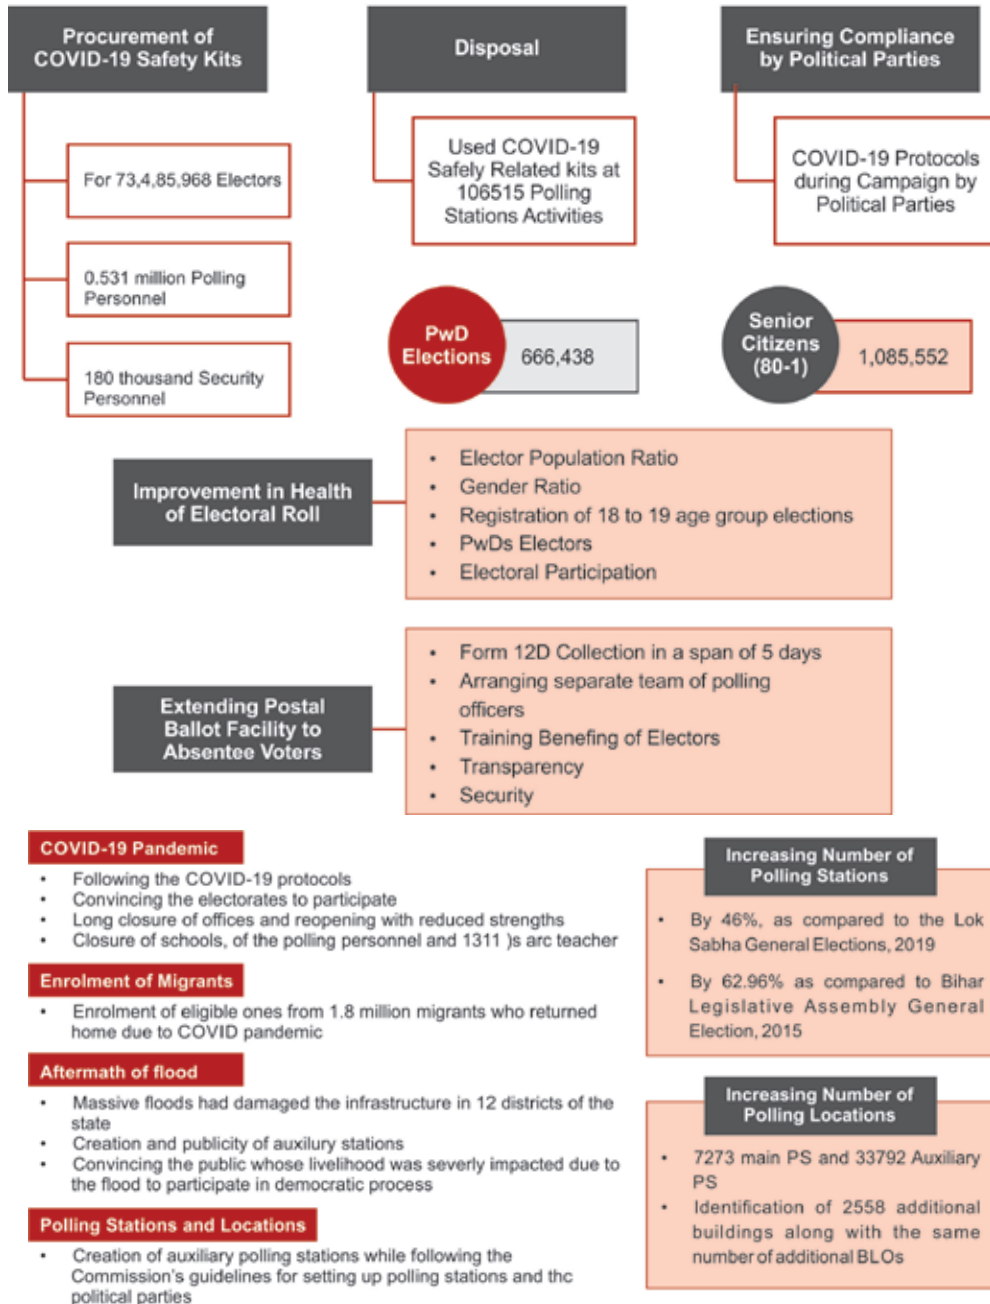 Procurement of
COVID-19 Safety Kits
For 73,4,85,968 Electors
0.531 million Polling
Personnel
180 thousand Security
Personnel
Disposal
Used COVID-19
Safely Related kits at
106515 Polling
Stations Activities
Ensuring Compliance
by Political Parties
COVID-19 Protocols
during Campaign by
Political Parties
PwD
Elections
666,438
Senior
Citizens
(80-1)
1,085,552
Improvement in Health
of Electoral Roll
• Elector Population Ratio
• Gender Ratio
• Registration of 18 to 19 age group elections
• PwDs Electors
• Electoral Participation
Extending Postal
Ballot Facility to
Absentee Voters
• Form 12D Collection in a span of 5 days
• Arranging separate team of polling
officers
• Training Benefing of Electors
• Transparency
• Security
COVID-19 Pandemic
• Following the COVID-19 protocols
• Convincing the electorates to participate
• Long closure of offices and reopening with reduced strengths
• Closure of schools, of the polling personnel and 1311 )s arc teacher
Enrolment of Migrants
• Enrolment of eligible ones from 1.8 million migrants who returned
home due to COVID pandemic
Aftermath of flood
• Massive floods had damaged the infrastructure in 12 districts of the
state
• Creation and publicity of auxilury stations
• Convincing the public whose livelihood was severly impacted due to
the flood to participate in democratic process
Polling Stations and Locations
• Creation of auxiliary polling stations while following the
Commission's guidelines for setting up polling stations and thc
political parties
Increasing Number of
Polling Stations
• By 46%, as compared to the Lok
Sabha General Elections, 2019
• By 62.96% as compared to Bihar
Legislative Assembly General
Election, 2015
Increasing Number of
Polling Locations
• 7273 main PS and 33792 Auxiliary
PS
• Identification of 2558 additional
buildings along with the same
number of additional BLOs